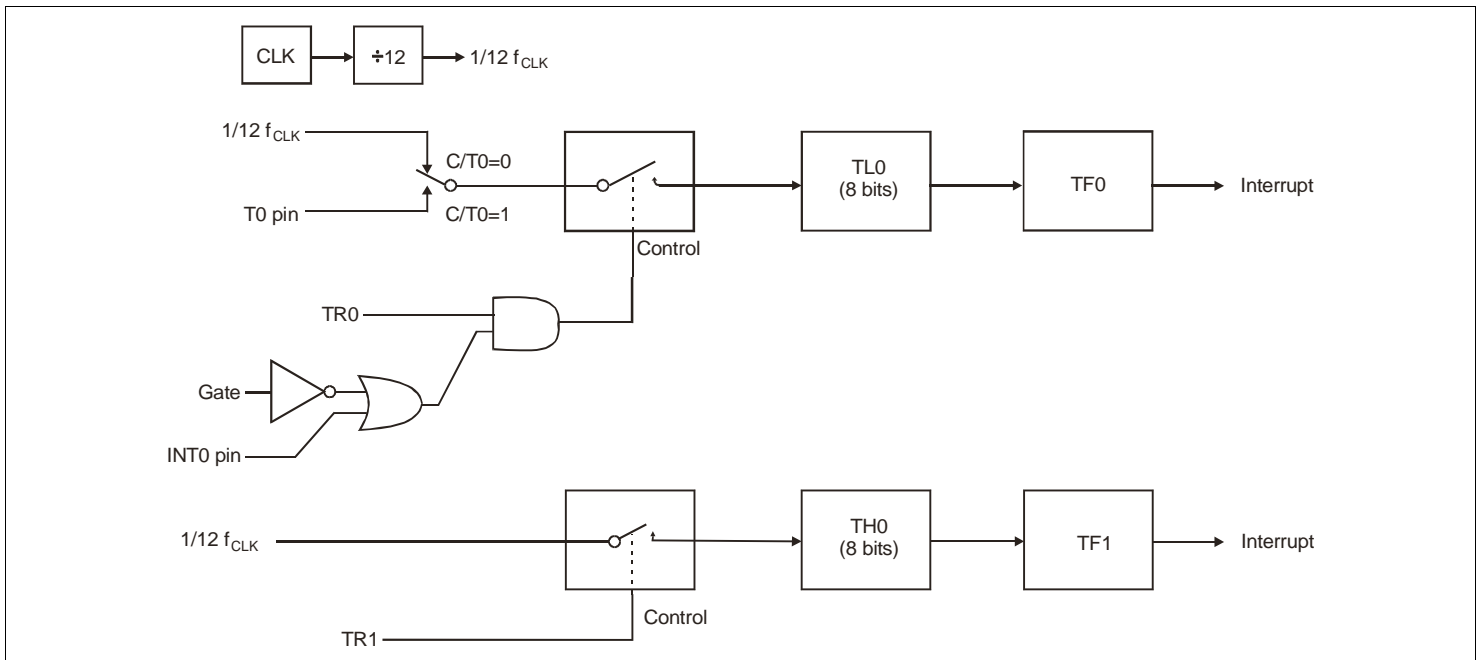 CLK
÷12
1/12 fCLK
1/12 fCLK
C/T0=0
T0 pin
C/T0=1
TL0
(8 bits)
TF0
Interrupt
Control
TR0
Gate
INT0 pin
1/12 fCLK
TH0
(8 bits)
TF1
Interrupt
Control
TR1